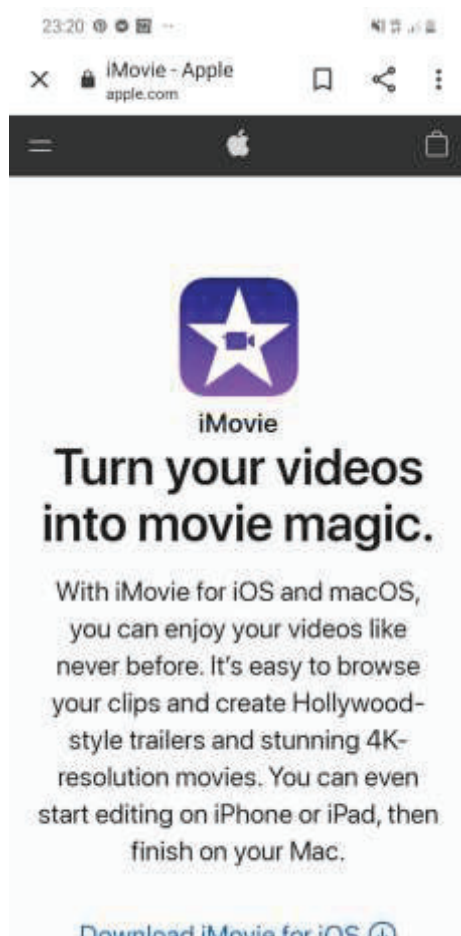 23:20
iMovie - Apple
apple.com
iMovie
Turn your videos
into movie magic.
With iMovie for iOS and macOS,
you can enjoy your videos like
never before. It's easy to browse
your clips and create Hollywood-
style trailers and stunning 4K-
resolution movies. You can even
start editing on iPhone or iPad, then
finish on your Mac.
Download iMovie for iOS